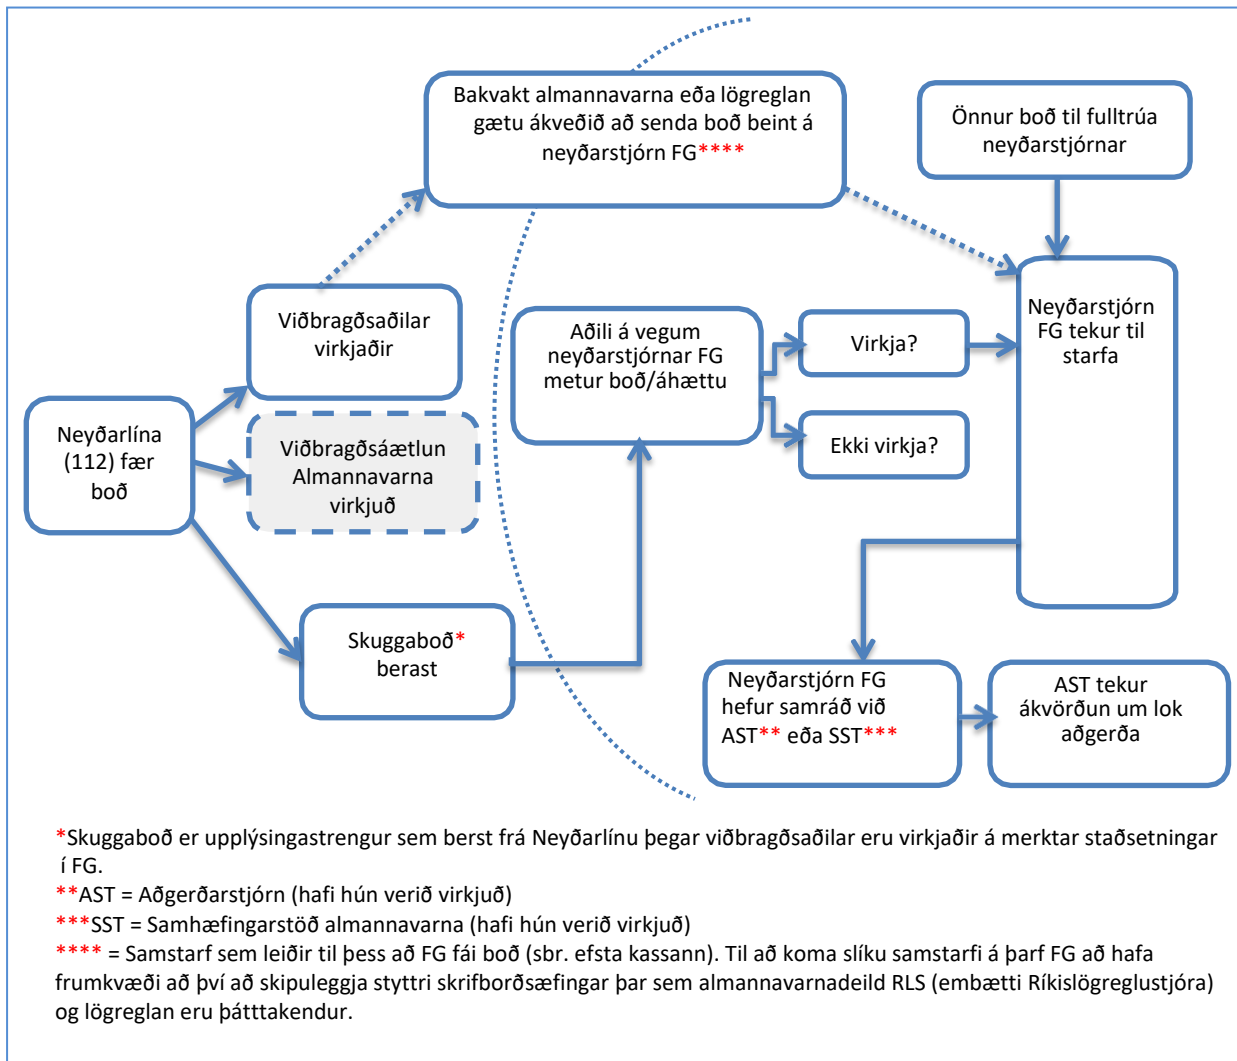 Bakvakt almannavarna eða lögreglan
gætu ákveðið að senda boð beint á
neyðarstjórn FG****
Önnur boð til fulltrúa
neyðarstjórnar
Viðbragðsaðilar
virkjaðir
Aðili á vegum
neyðarstjórnar FG
metur boð/áhættu
Virkja?
Neyðarstjórn
FG tekur til
starfa
Neyðarlína
(112) fær
boð
Viðbragðsáætlun
Almannavarna
virkjuð
Ekki virkja?
Skuggaboð*
berast
Neyðarstjórn FG
hefur samráð við
AST** eða SST***
AST tekur
ákvörðun um lok
aðgerða
*Skuggaboð er upplýsingastrengur sem berst frá Neyðarlínu þegar viðbragðsaðilar eru virkjaðir á merktar staðsetningar
í FG.
**AST = Aðgerðarstjórn (hafi hún verið virkjuð)
***SST = Samhæfingarstöð almannavarna (hafi hún verið virkjuð)
**** = Samstarf sem leiðir til þess að FG fái boð (sbr. efsta kassann). Til að koma slíku samstarfi á þarf FG að hafa
frumkvæði að því að skipuleggja styttri skrifborðsæfingar þar sem almannavarnadeild RLS (embætti Ríkislögreglustjóra)
og lögreglan eru þátttakendur.